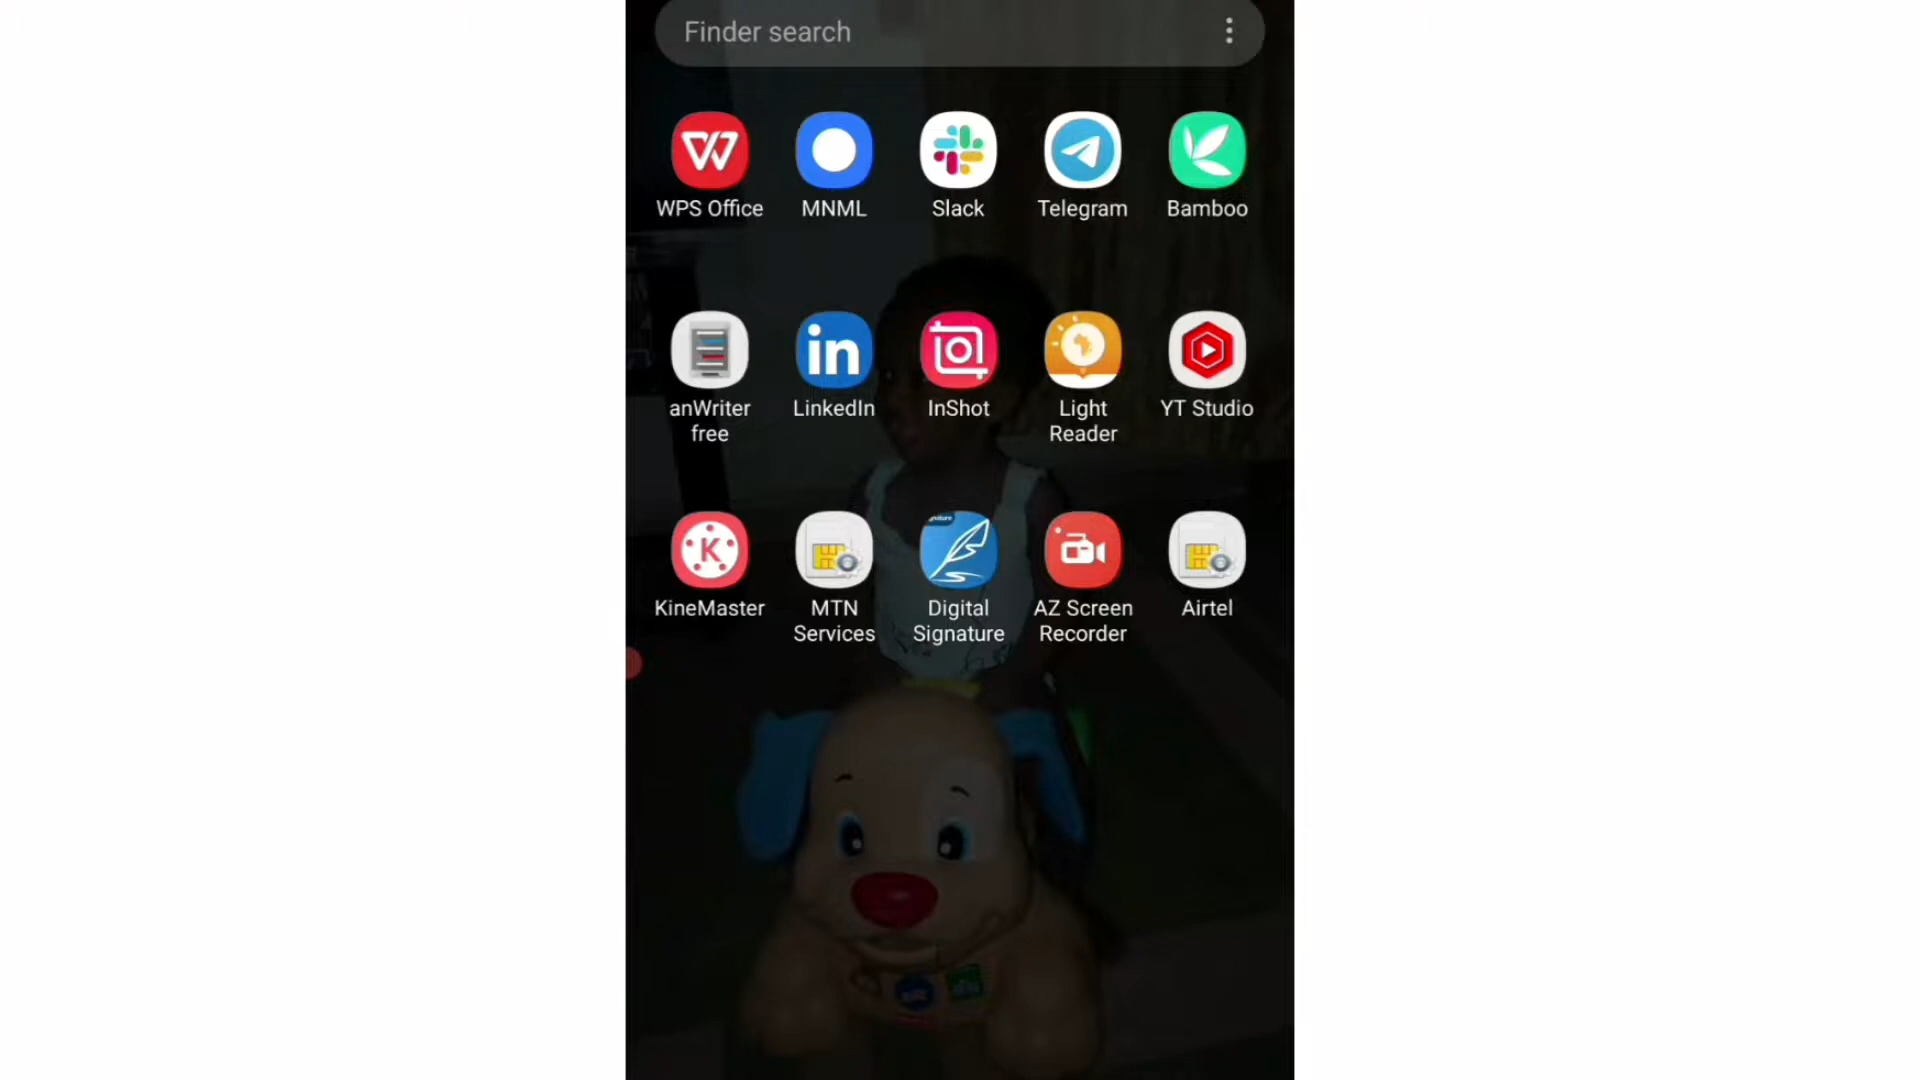 Finder search
WPS Office
MNML
Slack
Telegram
Bamboo
anWriter
free
LinkedIn
InShot
Light
Reader
YT Studio
KineMaster
MTN
Services
Digital
Signature
AZ Screen
Recorder
Airtel